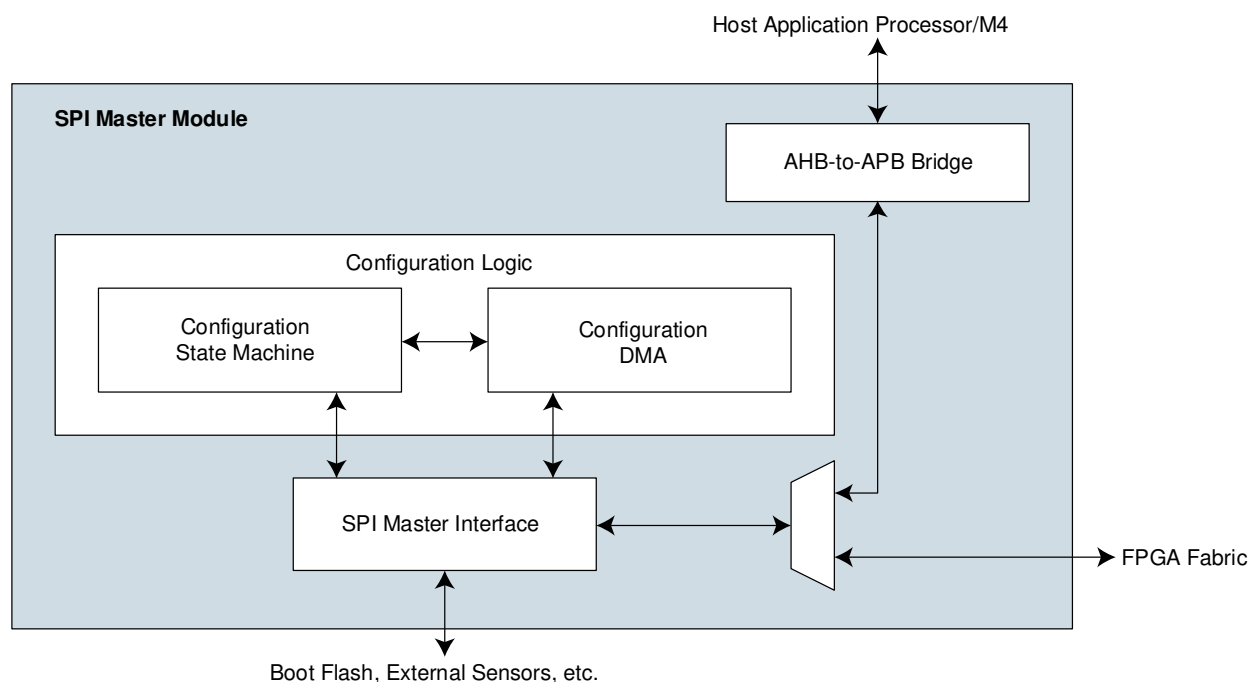 Host Application Processor/M4
SPI Master Module
AHB-to-APB Bridge
Configuration Logic
Configuration
State Machine
Configuration
DMA
SPI Master Interface
FPGA Fabric
Boot Flash, External Sensors, etc.